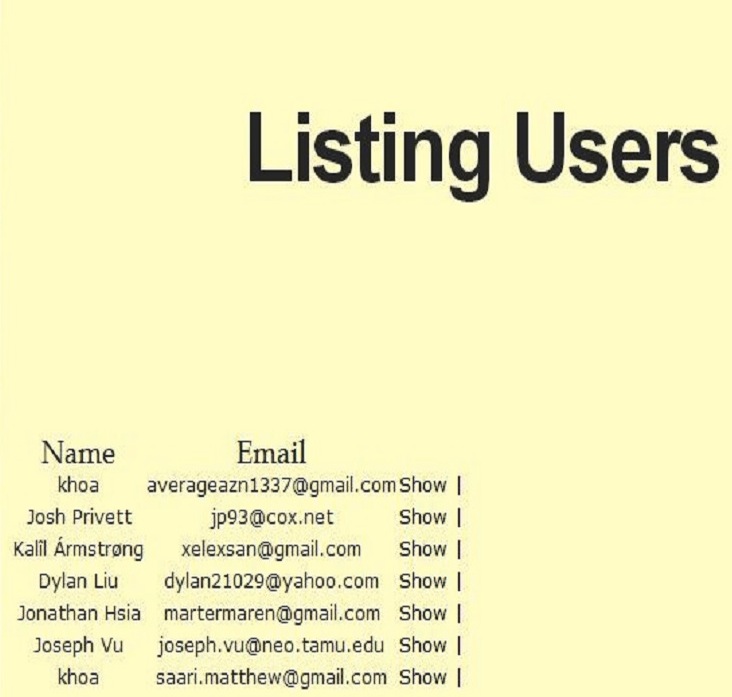 Listing Users
Name Email
khoa averageazn1337@gmail.com Show |
Josh Privett jp93@cox.net Show |
Kalîl Ármstrøng xelexsan@gmail.com Show |
Dylan Liu dylan21029@yahoo.com Show |
Jonathan Hsia martermaren@gmail.com Show |
Joseph Vu joseph.vu@neo.tamu.edu Show |
khoa saari.matthew@gmail.com Show |